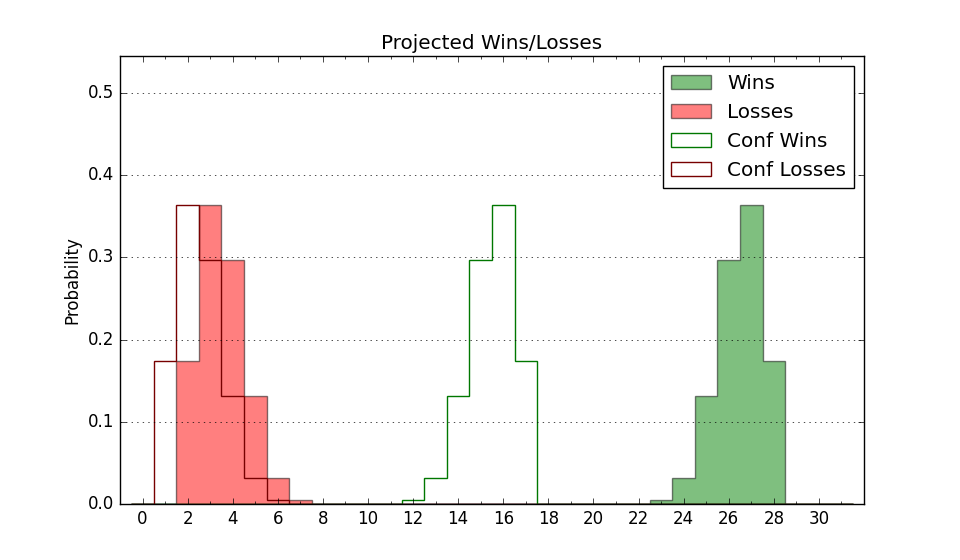 Projected Wins/Losses
Wins
Losses
Conf Wins
Conf Losses
Probability
0.5
0.4
0.3
0.2
0.1
0.0
0 2 4 6 8 10 12 14 16 18 20 22 24 26 28 30